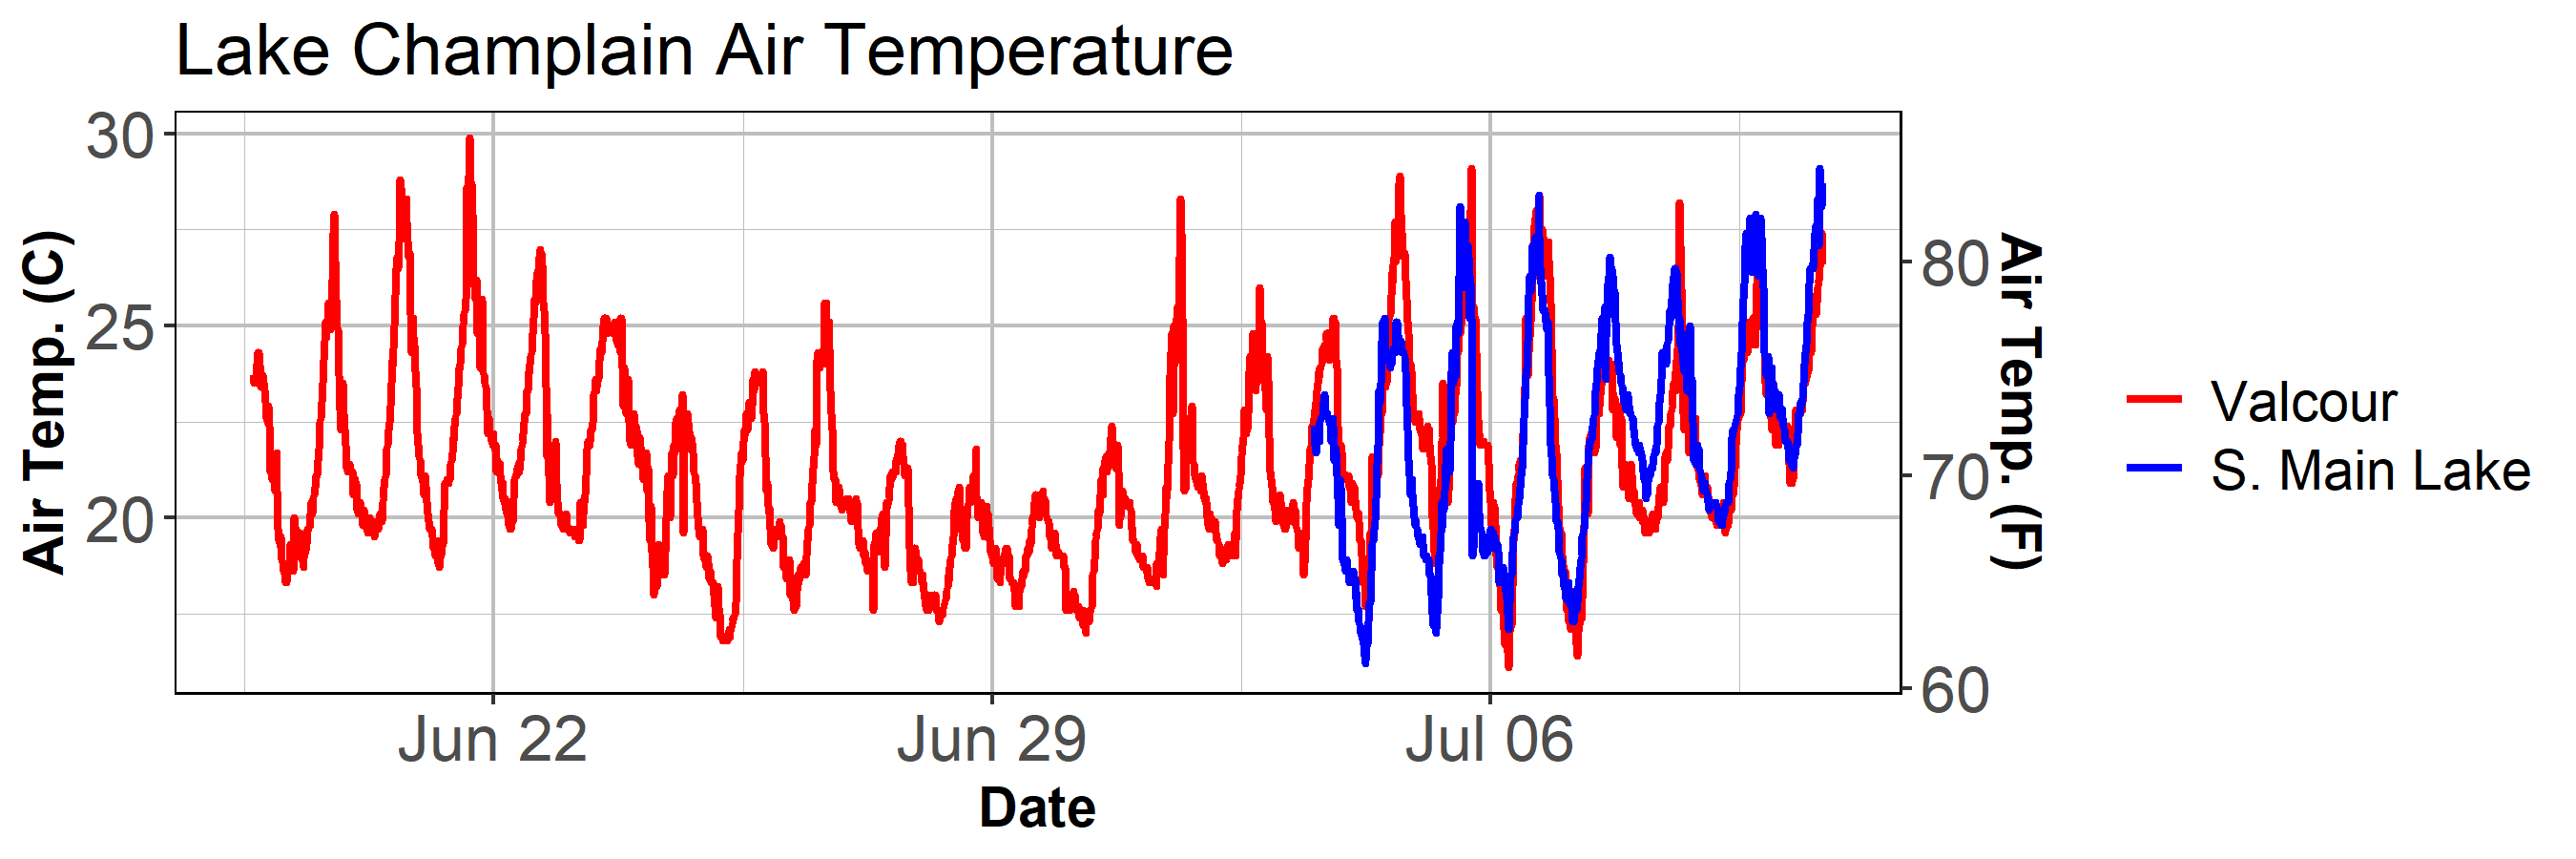 Lake Champlain Air Temperature
Air Temp. (C)
30
25
20
Air Temp. (F)
80
70
60
Jun 22
Jun 29
Jul 06
Date
Valcour
S. Main Lake